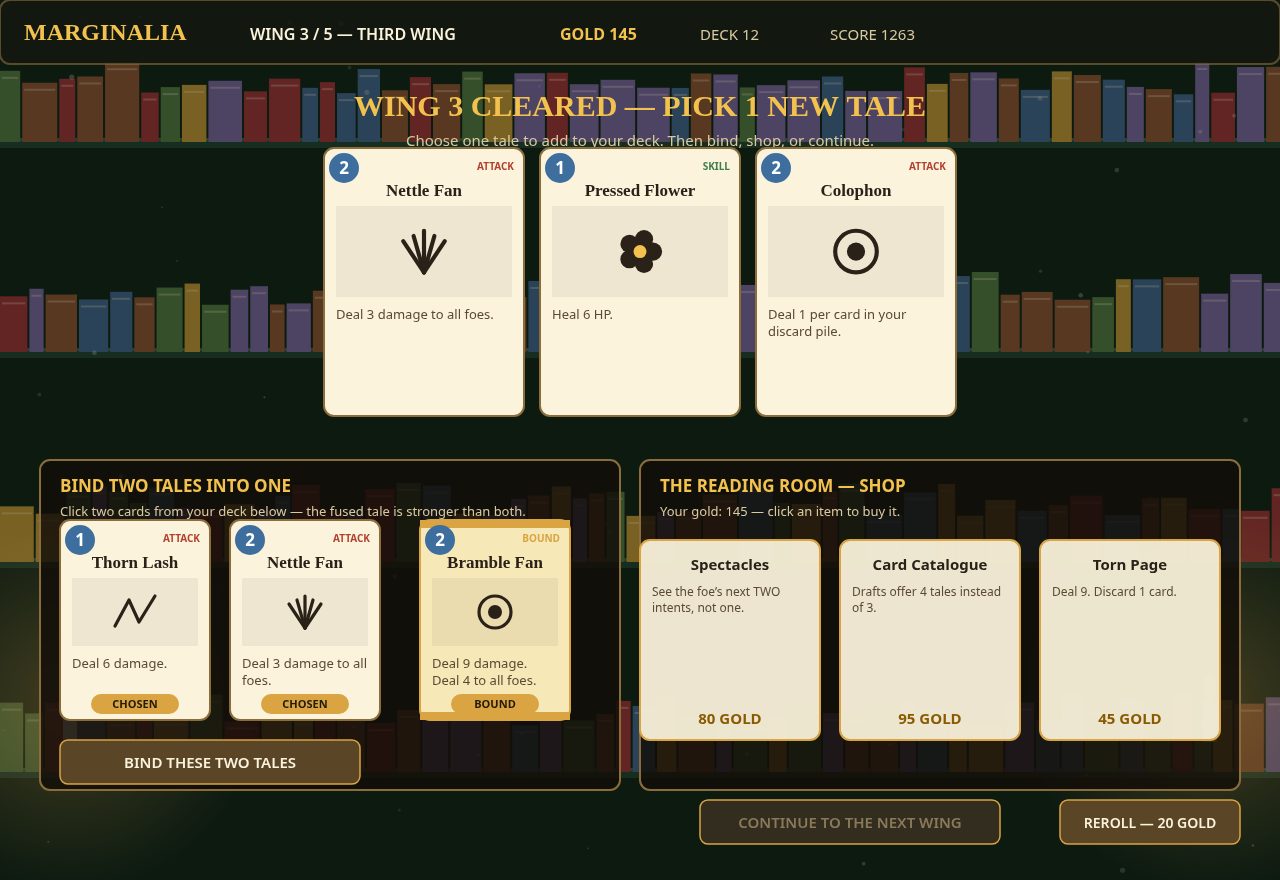 MARGINALIA
WING 3 / 5 — THIRD WING
GOLD 145
DECK 12
SCORE 1263
WING 3 CLEARED — PICK 1 NEW TALE
Choose one tale to add to your deck. Then bind, shop, or continue.
2
ATTACK
Nettle Fan
Deal 3 damage to all foes.
1
SKILL
Pressed Flower
Heal 6 HP.
2
ATTACK
Colophon
Deal 1 per card in your
discard pile.
BIND TWO TALES INTO ONE
Click two cards from your deck below — the fused tale is stronger than both.
1
ATTACK
Thorn Lash
Deal 6 damage.
CHOSEN
2
ATTACK
Nettle Fan
Deal 3 damage to all
foes.
CHOSEN
2
BOUND
Bramble Fan
Deal 9 damage.
Deal 4 to all foes.
BOUND
BIND THESE TWO TALES
THE READING ROOM — SHOP
Your gold: 145 — click an item to buy it.
Spectacles
See the foe’s next TWO
intents, not one.
80 GOLD
Card Catalogue
Drafts offer 4 tales instead
of 3.
95 GOLD
Torn Page
Deal 9. Discard 1 card.
45 GOLD
CONTINUE TO THE NEXT WING
REROLL — 20 GOLD